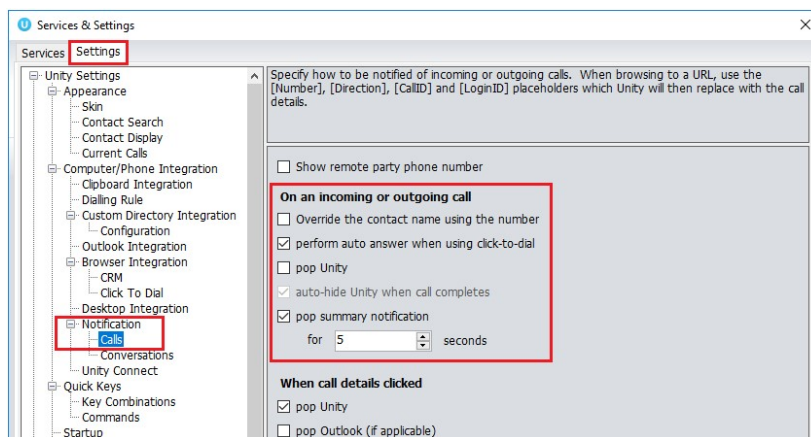 Services & Settings
Services Settings
Unity Settings
Appearance
Skin
Contact Search
Contact Display
Current Calls
Computer/Phone Integration
Clipboard Integration
Dialling Rule
Custom Directory Integration
Configuration
Outlook Integration
Browser Integration
CRM
Click To Dial
Desktop Integration
Notification
Calls
Conversations
Unity Connect
Quick Keys
Key Combinations
Commands
Startup
Specify how to be notified of incoming or outgoing calls. When browsing to a URL, use the
[Number], [Direction], [CallID] and [LoginID] placeholders which Unity will then replace with the call
details.
Show remote party phone number
On an incoming or outgoing call
Override the contact name using the number
perform auto answer when using click-to-dial
pop Unity
auto-hide Unity when call completes
pop summary notification
for 5 seconds
When call details clicked
pop Unity
pop Outlook (if applicable)